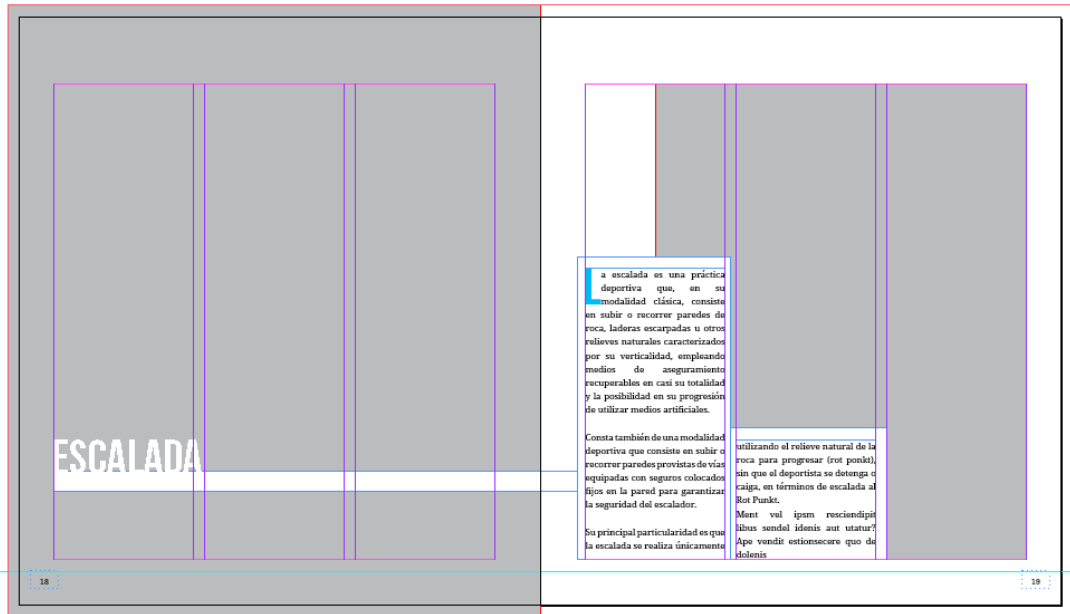 ESCALADA
La escalada es una práctica
deportiva que, en su
modalidad clásica, consiste
en subir o recorrer paredes de
roca, laderas escarpadas u otros
relieves naturales caracterizados
por su verticalidad, empleando
medios de aseguramiento
recuperables en casi su totalidad
y la posibilidad en su progresión
de utilizar medios artificiales.
Consta también de una modalidad
deportiva que consiste en subir o
recorrer paredes provistas de vías
equipadas con seguros colocados
fijos en la pared para garantizar
la seguridad del escalador.
Su principal particularidad es que
la escalada se realiza únicamente
utilizando el relieve natural de la
roca para progresar (rot ponkt),
sin que el deportista se detenga o
caiga, en términos de escalada al
Rot Punkt.
Ment vel ipsm resciendipit
libus sendel idenis aut utatur?
Ape vendit estionsecere quo de
dolenis
18
19